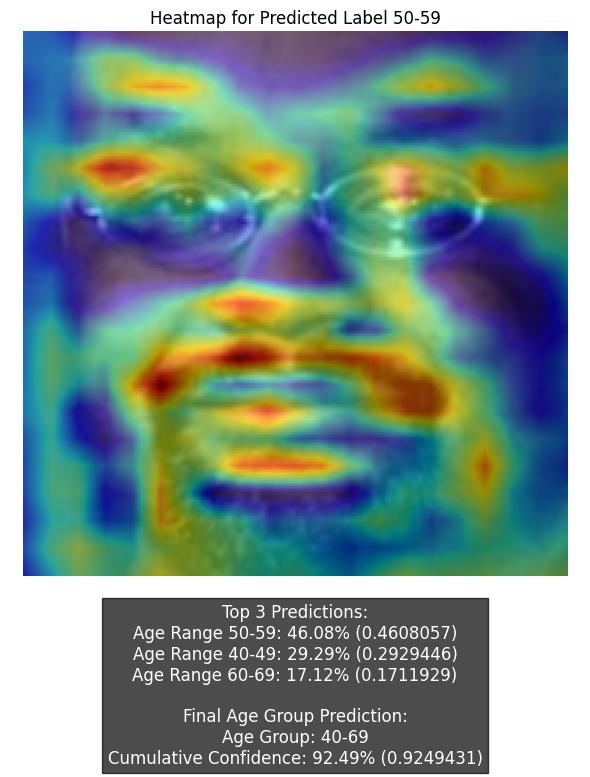 Heatmap for Predicted Label 50-59
Top 3 Predictions:
Age Range 50-59: 46.08% (0.4608057)
Age Range 40-49: 29.29% (0.2929446)
Age Range 60-69: 17.12% (0.1711929)
Final Age Group Prediction:
Age Group: 40-69
Cumulative Confidence: 92.49% (0.9249431)